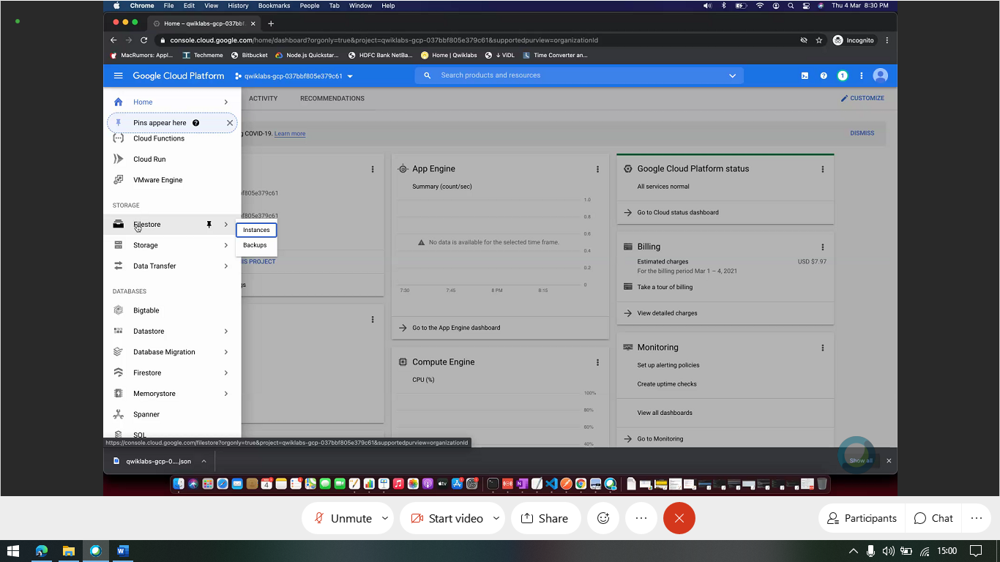 Chrome File Edit View History Bookmarks People Tab Window Help Thu 4 Mar 8:30 PM
Home – qwiklabs-gcp-037bbf
console.cloud.google.com/home/dashboard?orgonly=true&project=qwiklabs-gcp-037bbf805e379c61&supportedpurview=organizationId Incognito
MacRumors: Appl... Techmeme Bitbucket Node.js Quickstar... HDFC Bank NetBa... Home | Qwiklabs ↓ ViDL Time Converter an...
Google Cloud Platform qwiklabs-gcp-037bbf805e379c61 Search products and resources 1
Home ACTIVITY RECOMMENDATIONS CUSTOMIZE
Pins appear here
g COVID-19. Learn more DISMISS
Cloud Functions
Cloud Run
VMware Engine
STORAGE
Filestore
Instances
Backups
Storage
Data Transfer
DATABASES
Bigtable
Datastore
Database Migration
Firestore
Memorystore
Spanner
SQL
bf805e379c61
bf805e379c61
IS PROJECT
gs
App Engine
Summary (count/sec)
1.0
0.8
0.6
No data is available for the selected time frame.
0.4
0.2
0
7:30 7:45 8 PM 8:15
Go to the App Engine dashboard
Compute Engine
CPU (%)
100%
80%
60%
40%
Google Cloud Platform status
All services normal
Go to Cloud status dashboard
Billing
Estimated charges USD $7.97
For the billing period Mar 1 – 4, 2021
Take a tour of billing
View detailed charges
Monitoring
Set up alerting policies
Create uptime checks
View all dashboards
Go to Monitoring
https://console.cloud.google.com/filestore?orgonly=true&project=qwiklabs-gcp-037bbf805e379c61&supportedpurview=organizationId
qwiklabs-gcp-0....json Show all
Unmute Start video Share Participants Chat
15:00